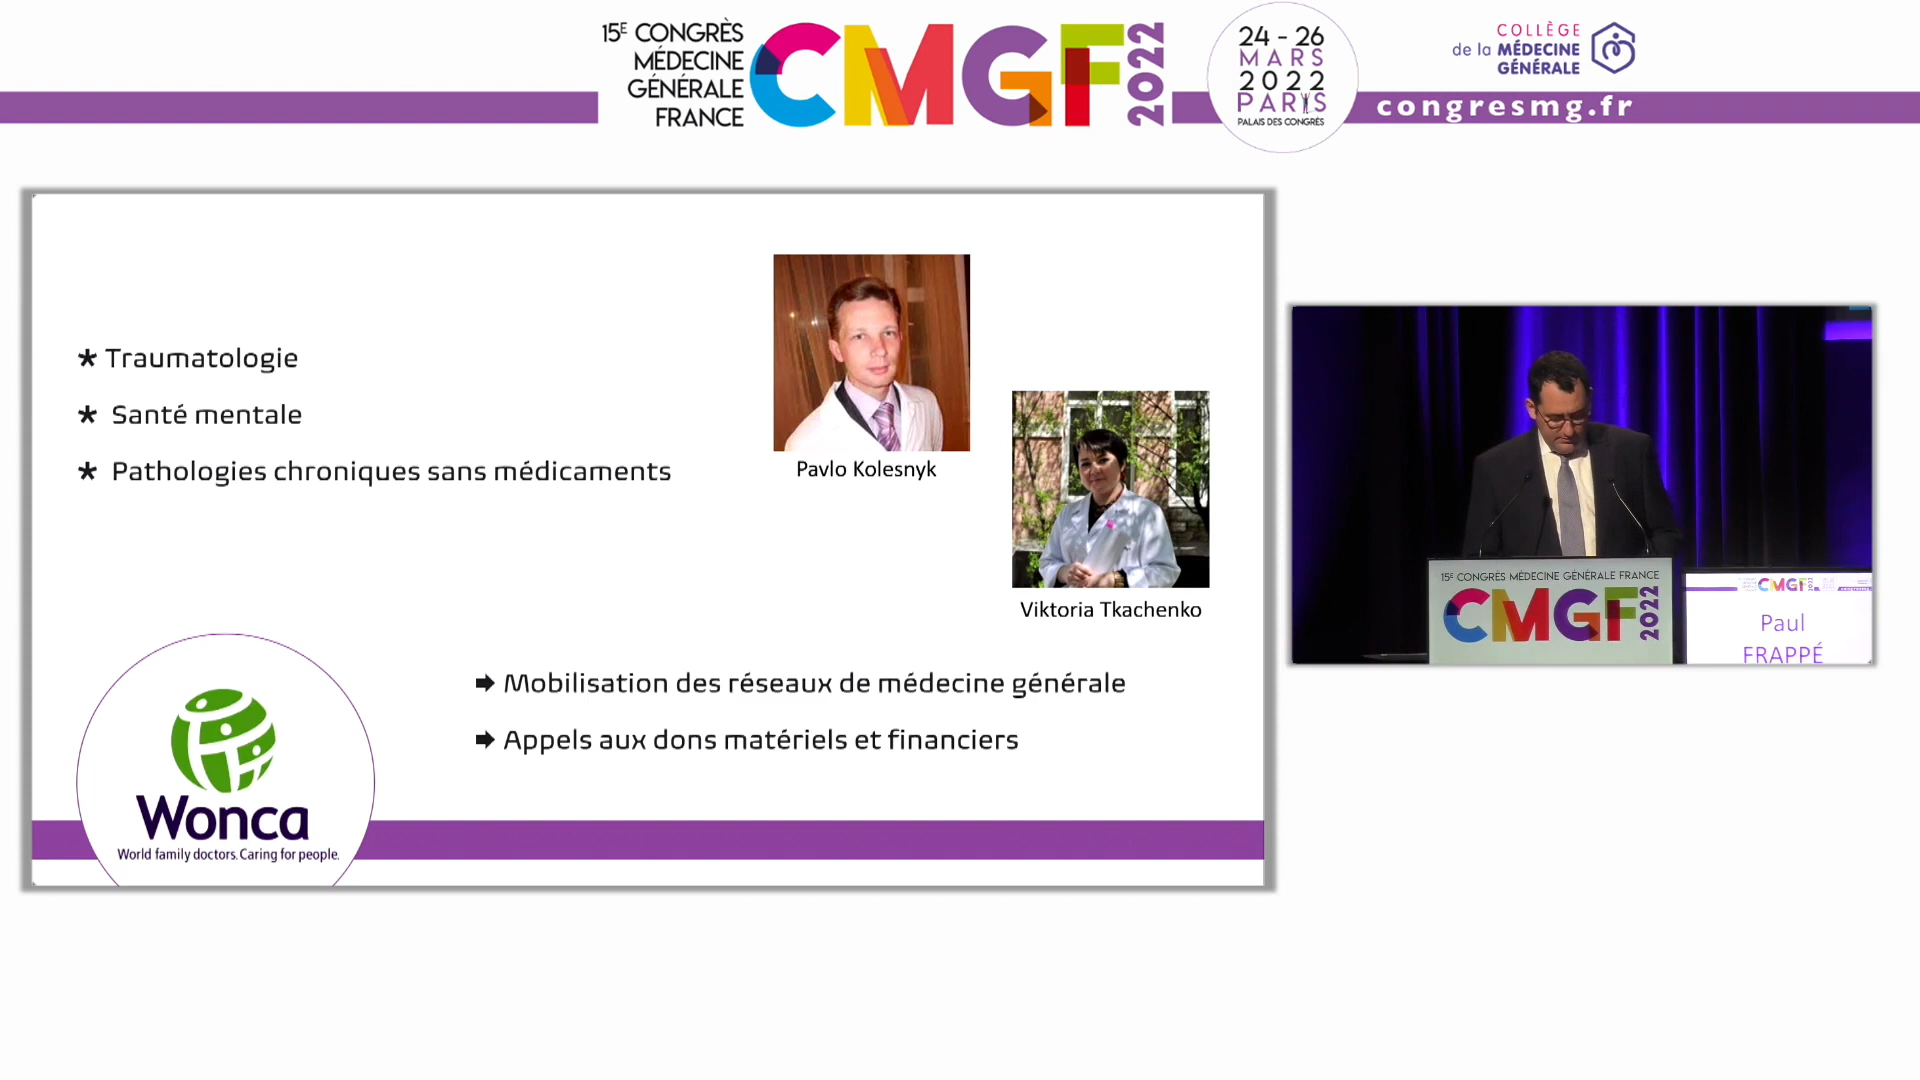 15E CONGRÈS
MÉDECINE
GÉNÉRALE
FRANCE
CMGF 2022
24 - 26
MARS
2022
PARIS
PALAIS DES CONGRÈS
COLLÈGE
de la MÉDECINE
GÉNÉRALE
congresmg.fr
* Traumatologie
* Santé mentale
* Pathologies chroniques sans médicaments
Pavlo Kolesnyk
Viktoria Tkachenko
➡ Mobilisation des réseaux de médecine générale
➡ Appels aux dons matériels et financiers
Wonca
World family doctors. Caring for people.
15E CONGRÈS MÉDECINE GÉNÉRALE FRANCE
CMGF 2022
CMGF
Paul
FRAPPÉ